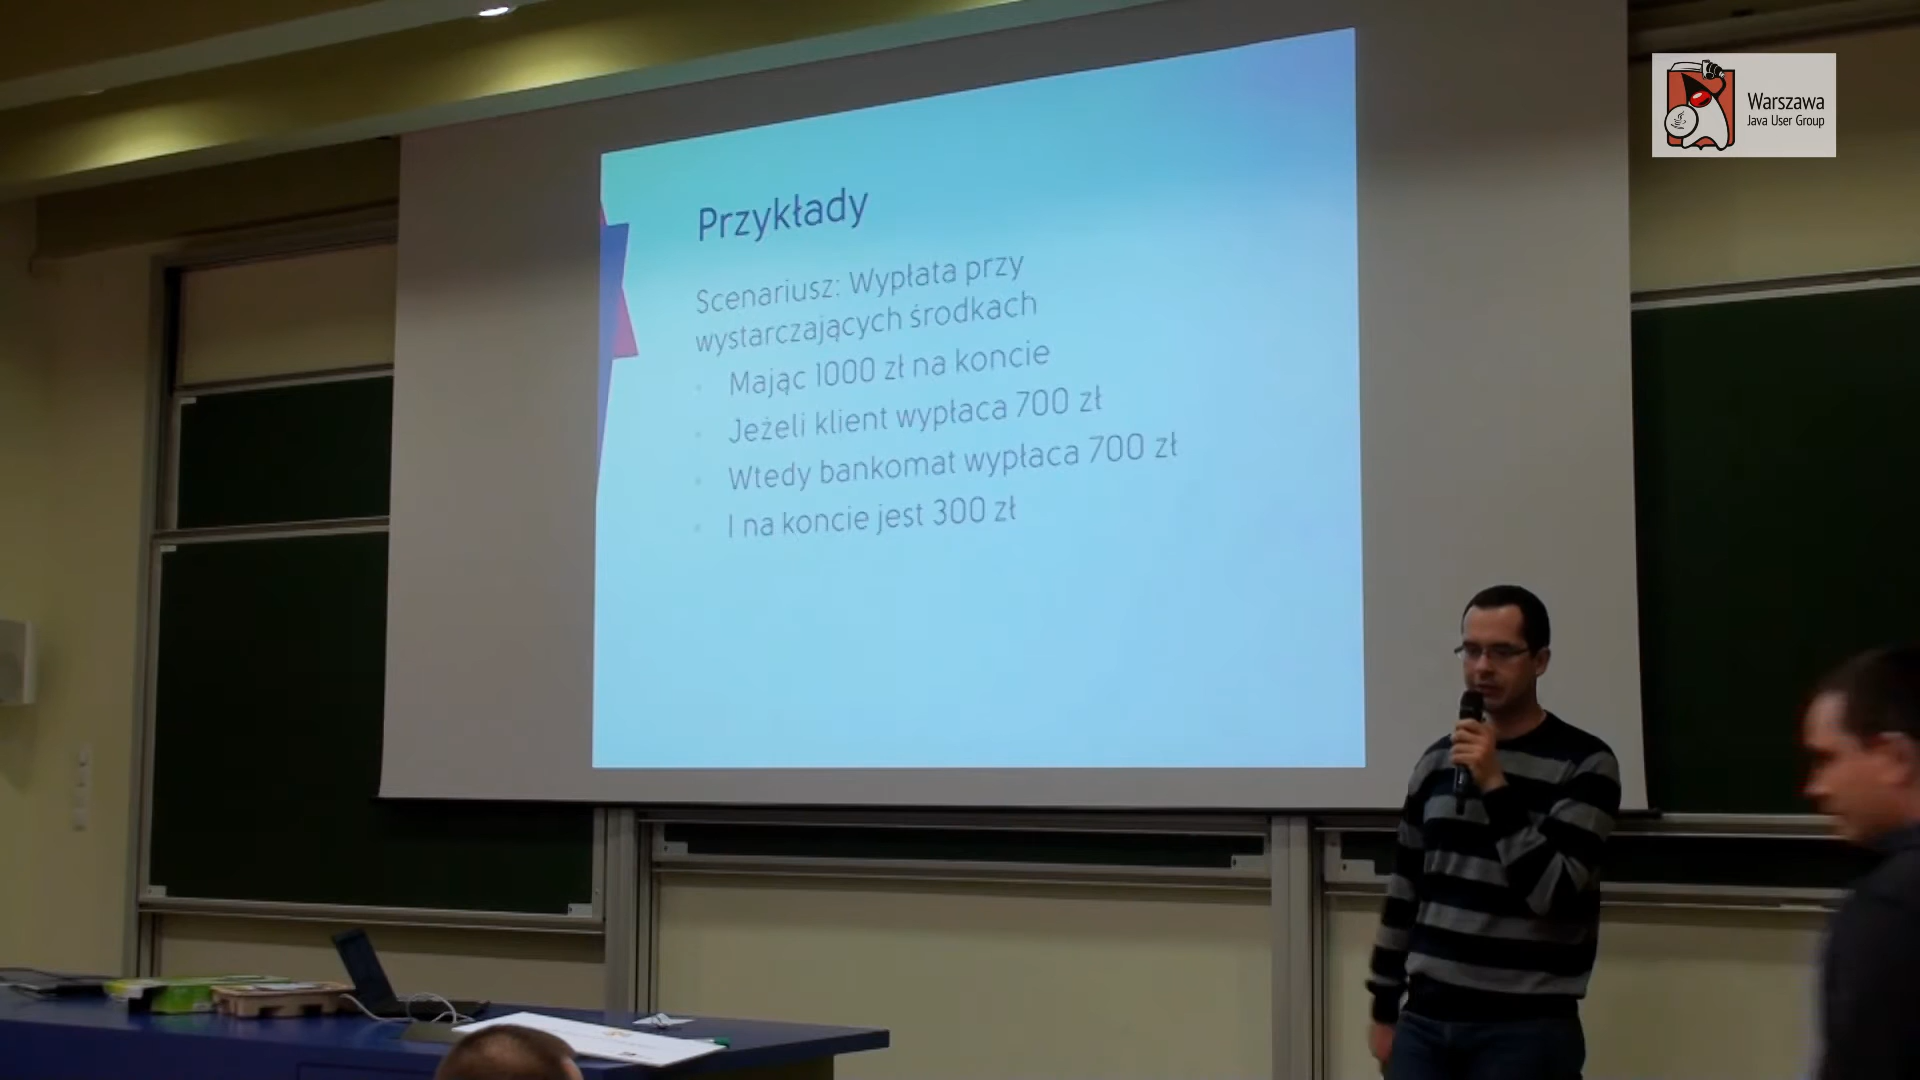 Przykłady
Scenariusz: Wypłata przy
wystarczających środkach
Mając 1000 zł na koncie
Jeżeli klient wypłaca 700 zł
Wtedy bankomat wypłaca 700 zł
I na koncie jest 300 zł
Warszawa
Java User Group